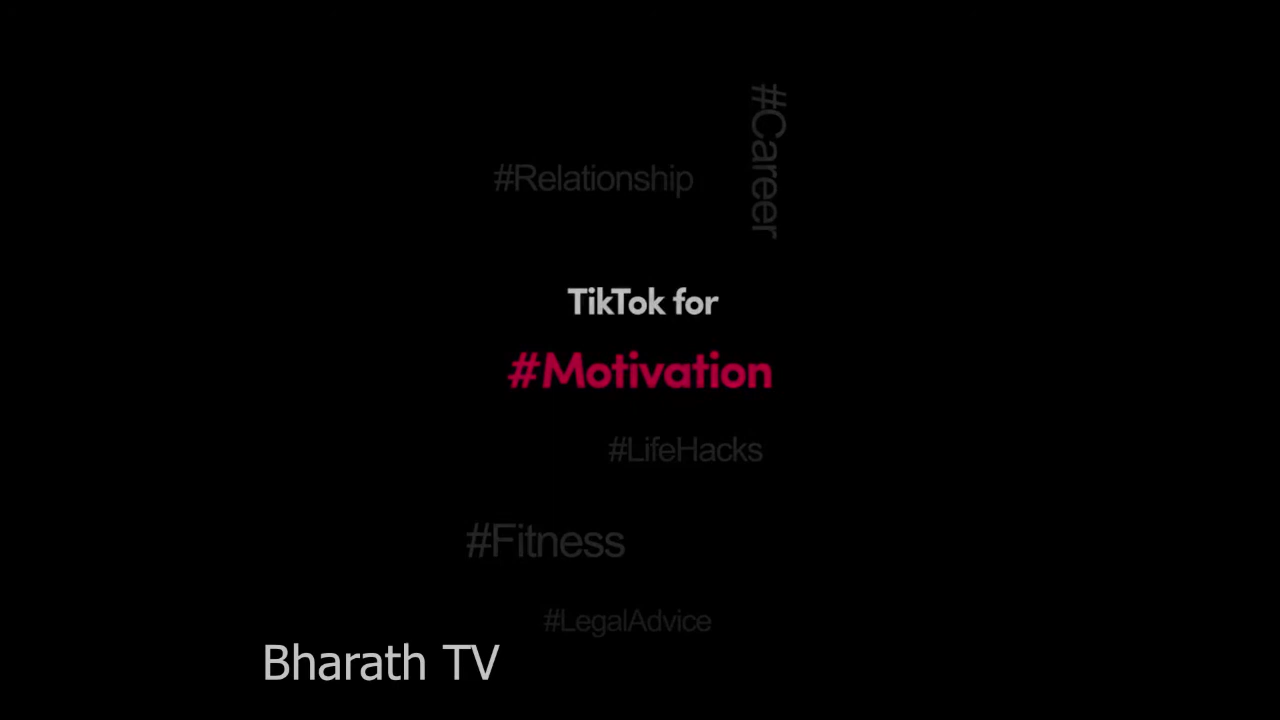 #Career
#Relationship
TikTok for
#Motivation
#LifeHacks
#Fitness
#LegalAdvice
Bharath TV